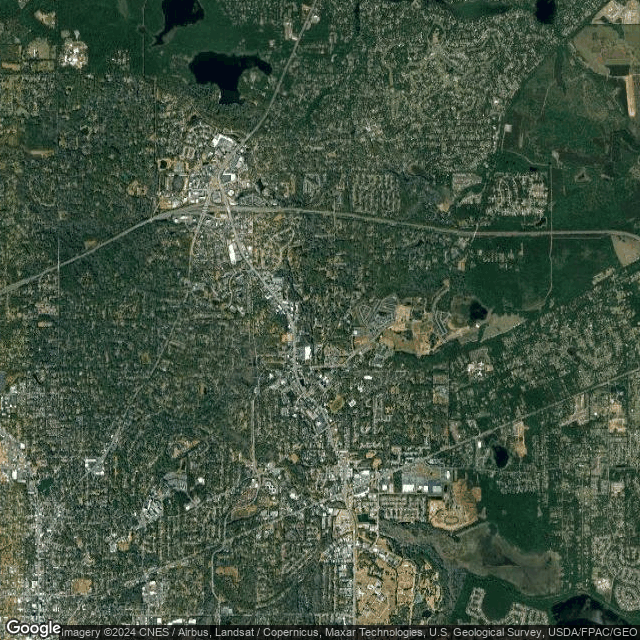 Google Imagery ©2024 CNES / Airbus, Landsat / Copernicus, Maxar Technologies, U.S. Geological Survey, USDA/FPAC/GEO